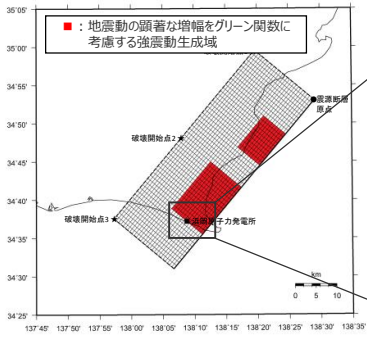 ■：地震動の顕著な増幅をグリーン関数に
考慮する強震動生成域
35˚05'
35˚00'
34˚55'
34˚50'
34˚45'
34˚40'
34˚35'
34˚30'
34˚25'
震源断層
原点
破壊開始点2
破壊開始点3
浜岡原子力発電所
km
0 5 10
137˚45' 137˚50' 137˚55' 138˚00' 138˚05' 138˚10' 138˚15' 138˚20' 138˚25' 138˚30' 138˚35'